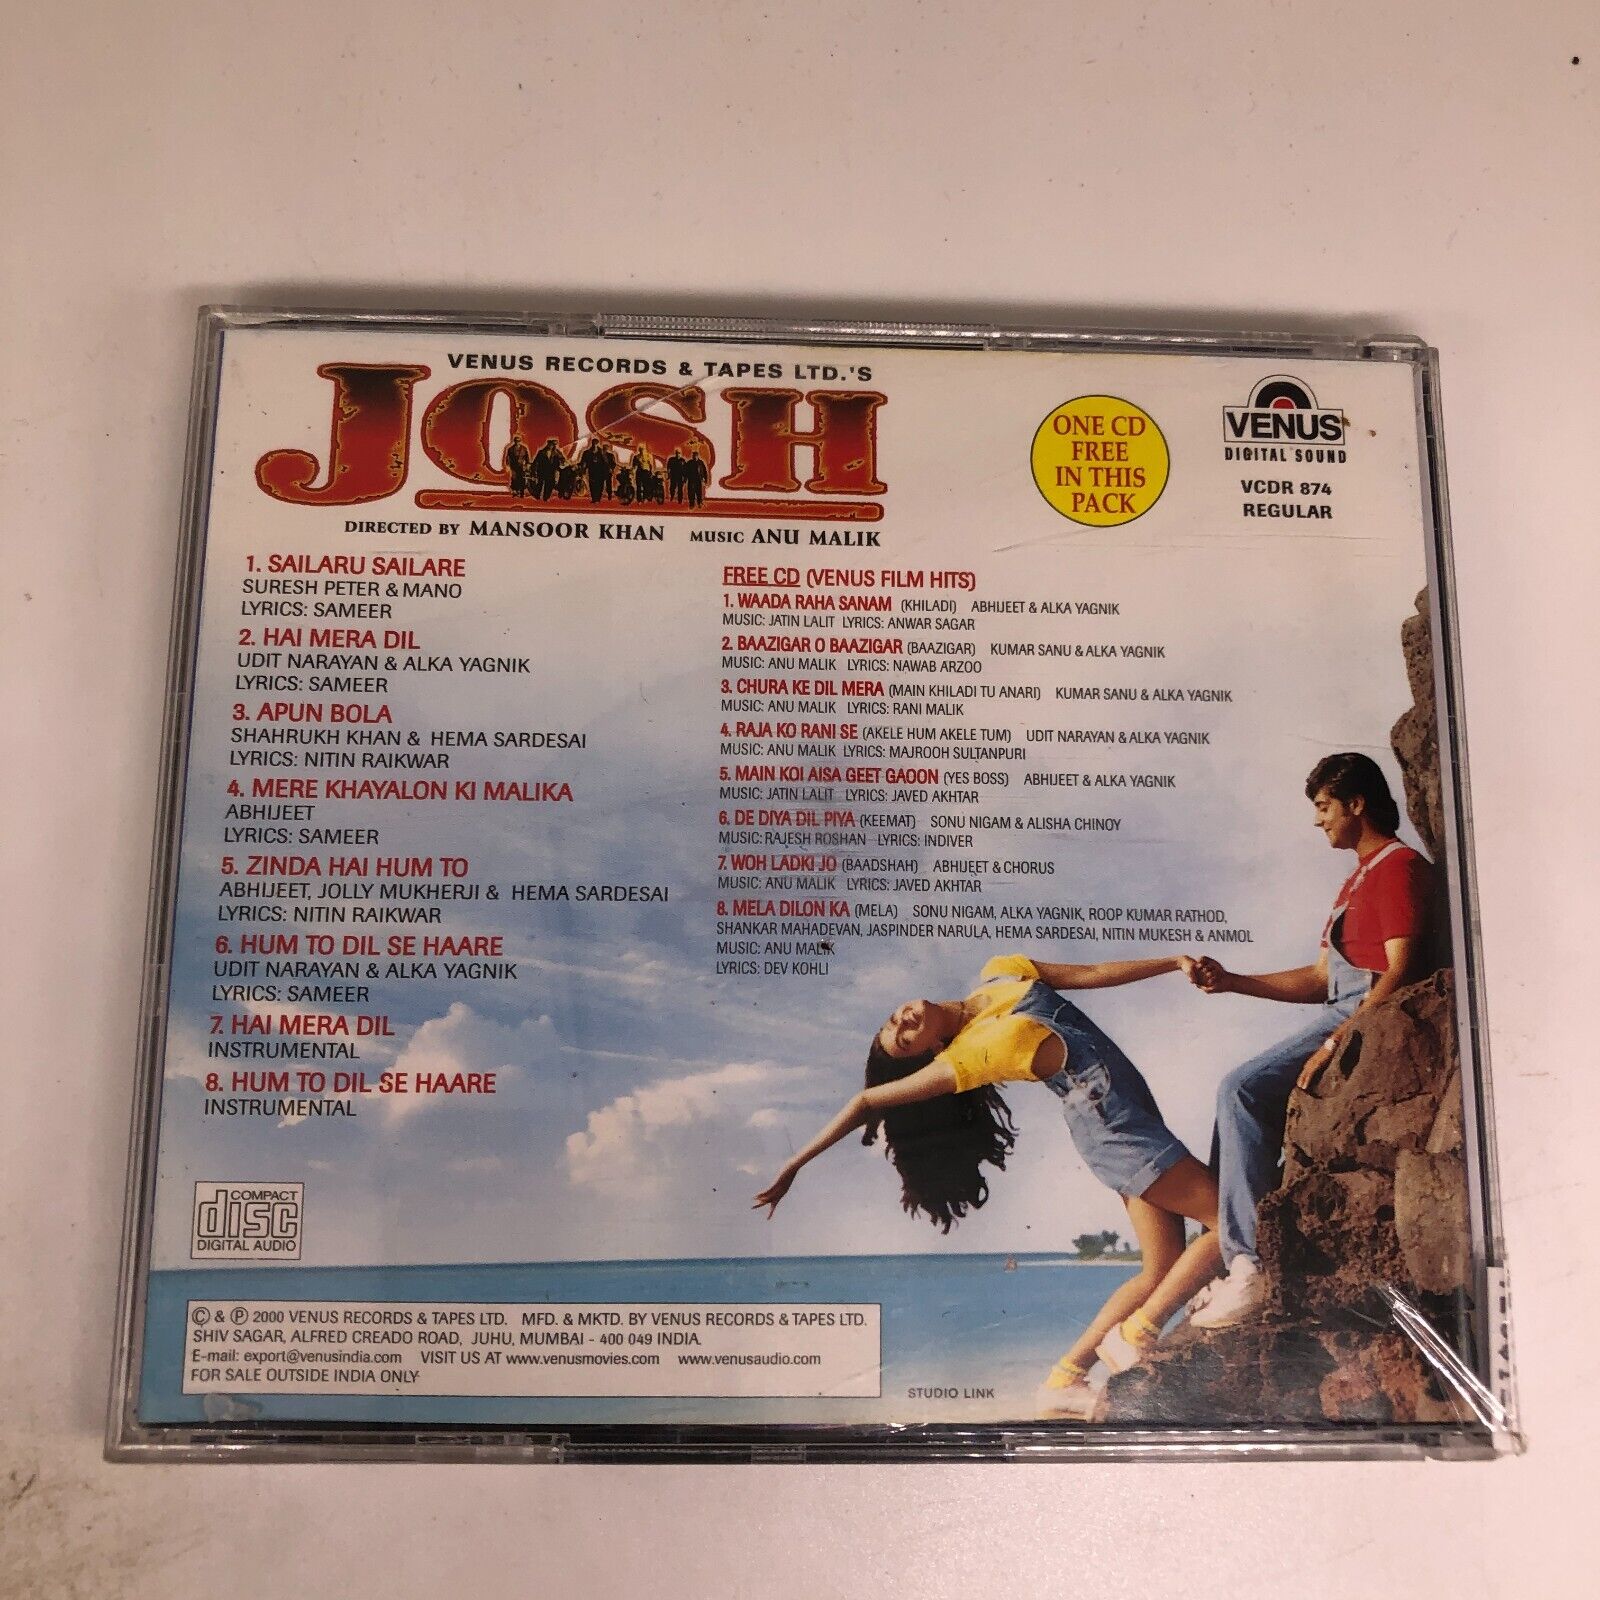 VENUS RECORDS & TAPES LTD.'S
JOSH
DIRECTED BY MANSOOR KHAN MUSIC ANU MALIK
ONE CD
FREE
IN THIS
PACK
VENUS
DIGITAL SOUND
VCDR 874
REGULAR
1. SAILARU SAILARE
SURESH PETER & MANO
LYRICS: SAMEER
2. HAI MERA DIL
UDIT NARAYAN & ALKA YAGNIK
LYRICS: SAMEER
3. APUN BOLA
SHAHRUKH KHAN & HEMA SARDESAI
LYRICS: NITIN RAIKWAR
4. MERE KHAYALON KI MALIKA
ABHIJEET
LYRICS: SAMEER
5. ZINDA HAI HUM TO
ABHIJEET, JOLLY MUKHERJI & HEMA SARDESAI
LYRICS: NITIN RAIKWAR
6. HUM TO DIL SE HAARE
UDIT NARAYAN & ALKA YAGNIK
LYRICS: SAMEER
7. HAI MERA DIL
INSTRUMENTAL
8. HUM TO DIL SE HAARE
INSTRUMENTAL
FREE CD (VENUS FILM HITS)
1. WAADA RAHA SANAM (KHILADI) ABHIJEET & ALKA YAGNIK
MUSIC: JATIN LALIT LYRICS: ANWAR SAGAR
2. BAAZIGAR O BAAZIGAR (BAAZIGAR) KUMAR SANU & ALKA YAGNIK
MUSIC: ANU MALIK LYRICS: NAWAB ARZOO
3. CHURA KE DIL MERA (MAIN KHILADI TU ANARI) KUMAR SANU & ALKA YAGNIK
MUSIC: ANU MALIK LYRICS: RANI MALIK
4. RAJA KO RANI SE (AKELE HUM AKELE TUM) UDIT NARAYAN & ALKA YAGNIK
MUSIC: ANU MALIK LYRICS: MAJROOH SULTANPURI
5. MAIN KOI AISA GEET GAOON (YES BOSS) ABHIJEET & ALKA YAGNIK
MUSIC: JATIN LALIT LYRICS: JAVED AKHTAR
6. DE DIYA DIL PIYA (KEEMAT) SONU NIGAM & ALISHA CHINOY
MUSIC: RAJESH ROSHAN LYRICS: INDIVER
7. WOH LADKI JO (BAADSHAH) ABHIJEET & CHORUS
MUSIC: ANU MALIK LYRICS: JAVED AKHTAR
8. MELA DILON KA (MELA) SONU NIGAM, ALKA YAGNIK, ROOP KUMAR RATHOD,
SHANKAR MAHADEVAN, JASPINDER NARULA, HEMA SARDESAI, NITIN MUKESH & ANMOL
MUSIC: ANU MALIK
LYRICS: DEV KOHLI
COMPACT
disc
DIGITAL AUDIO
© & ℗ 2000 VENUS RECORDS & TAPES LTD. MFD. & MKTD. BY VENUS RECORDS & TAPES LTD.
SHIV SAGAR, ALFRED CREADO ROAD, JUHU, MUMBAI - 400 049 INDIA.
E-mail: export@venusindia.com VISIT US AT www.venusmovies.com www.venusaudio.com
FOR SALE OUTSIDE INDIA ONLY
STUDIO LINK